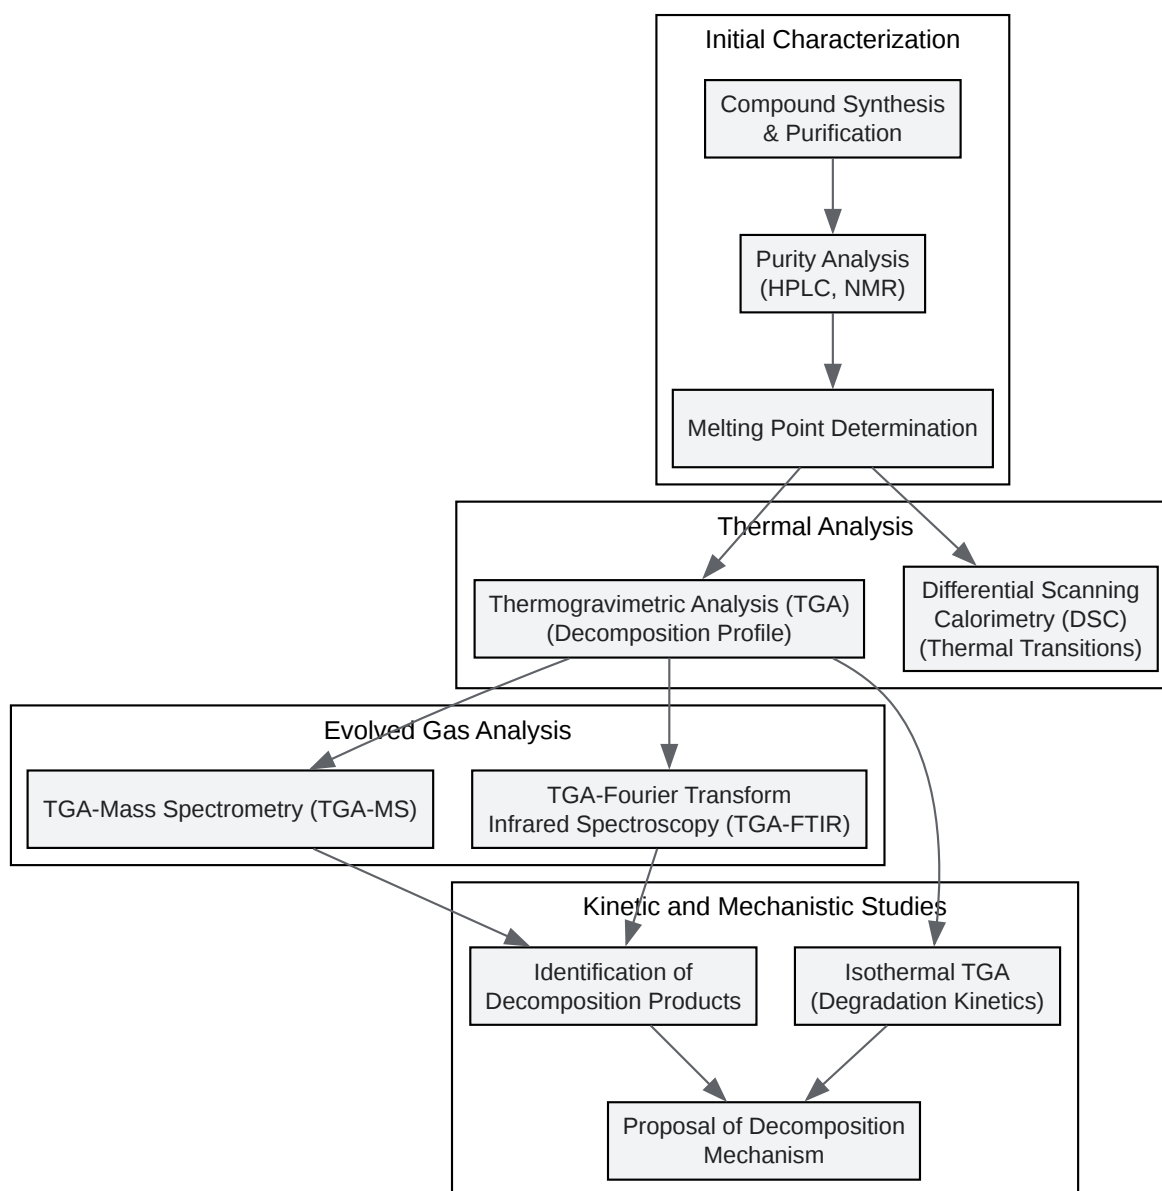 Initial Characterization
Compound Synthesis
& Purification
Purity Analysis
(HPLC, NMR)
Melting Point Determination
Thermal Analysis
Thermogravimetric Analysis (TGA)
(Decomposition Profile)
Differential Scanning
Calorimetry (DSC)
(Thermal Transitions)
Evolved Gas Analysis
TGA-Mass Spectrometry (TGA-MS)
TGA-Fourier Transform
Infrared Spectroscopy (TGA-FTIR)
Kinetic and Mechanistic Studies
Identification of
Decomposition Products
Isothermal TGA
(Degradation Kinetics)
Proposal of Decomposition
Mechanism